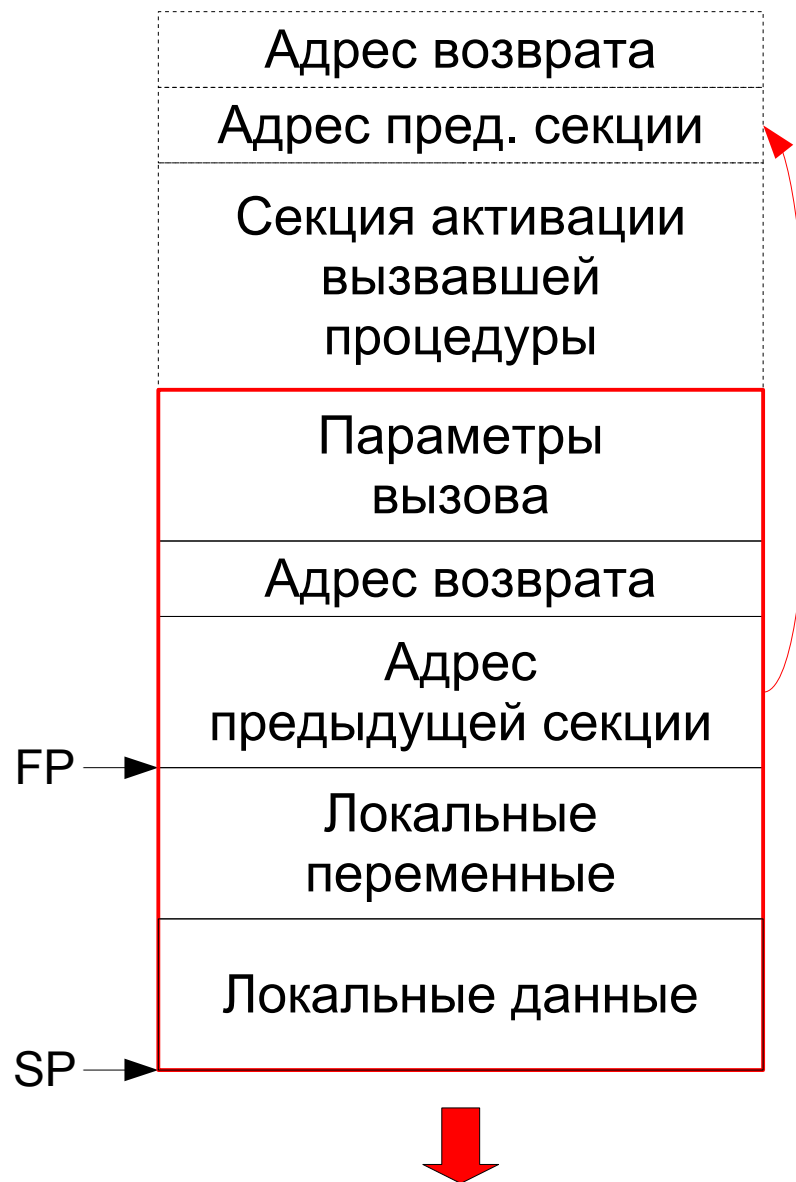 Адрес возврата
Адрес пред. секции
Секция активации
вызвавшей
процедуры
Параметры
вызова
Адрес возврата
Адрес
предыдущей секции
FP
Локальные
переменные
Локальные данные
SP